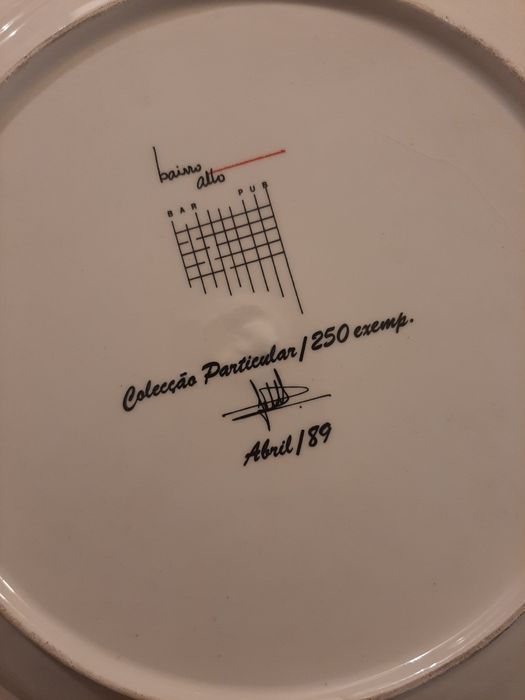 bairro
alto
BAR PUB
Colecção Particular/250 exemp.
Abril/89